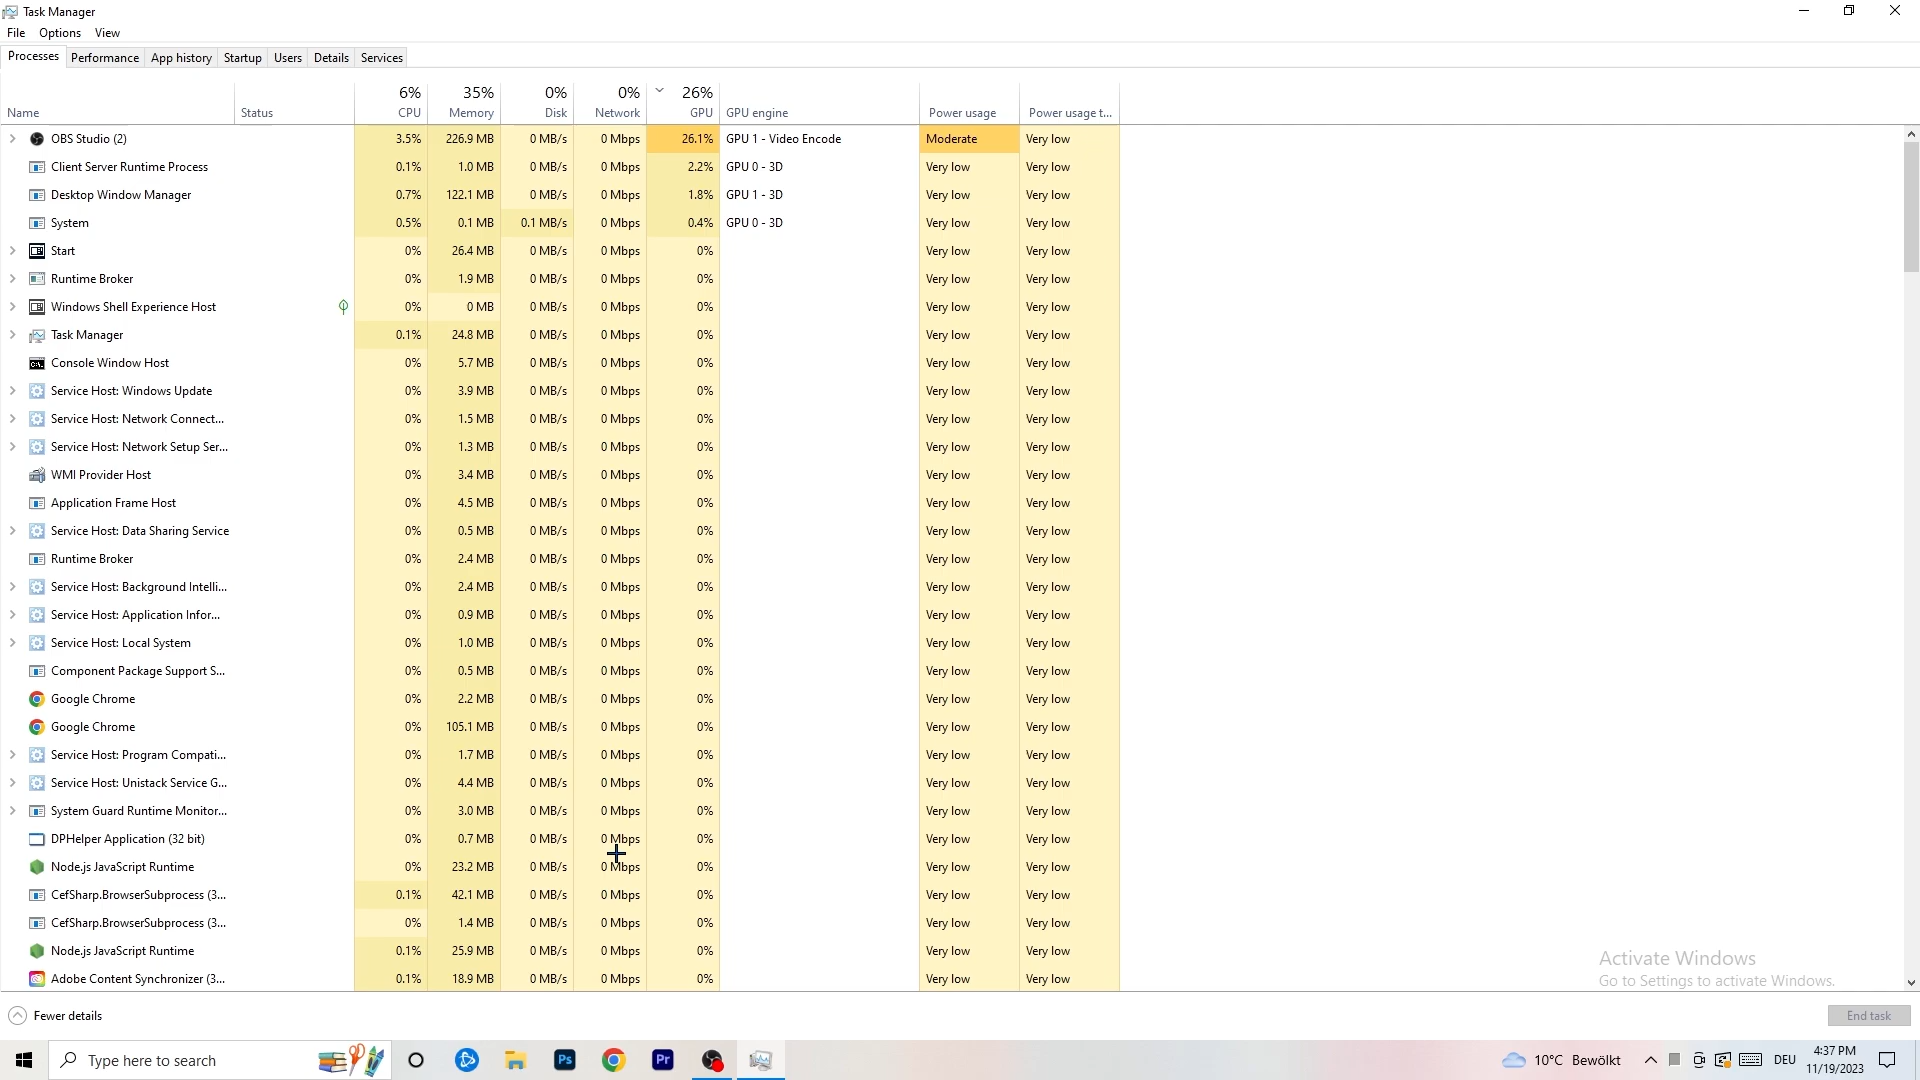 Task Manager
File Options View
Processes Performance App history Startup Users Details Services
6% 35% 0% 0% 26%
Name Status CPU Memory Disk Network GPU GPU engine Power usage Power usage t...
OBS Studio (2) 3.5% 226.9 MB 0 MB/s 0 Mbps 26.1% GPU 1 - Video Encode Moderate Very low
Client Server Runtime Process 0.1% 1.0 MB 0 MB/s 0 Mbps 2.2% GPU 0 - 3D Very low Very low
Desktop Window Manager 0.7% 122.1 MB 0 MB/s 0 Mbps 1.8% GPU 1 - 3D Very low Very low
System 0.5% 0.1 MB 0.1 MB/s 0 Mbps 0.4% GPU 0 - 3D Very low Very low
Start 0% 26.4 MB 0 MB/s 0 Mbps 0% Very low Very low
Runtime Broker 0% 1.9 MB 0 MB/s 0 Mbps 0% Very low Very low
Windows Shell Experience Host 0% 0 MB 0 MB/s 0 Mbps 0% Very low Very low
Task Manager 0.1% 24.8 MB 0 MB/s 0 Mbps 0% Very low Very low
Console Window Host 0% 5.7 MB 0 MB/s 0 Mbps 0% Very low Very low
Service Host: Windows Update 0% 3.9 MB 0 MB/s 0 Mbps 0% Very low Very low
Service Host: Network Connect... 0% 1.5 MB 0 MB/s 0 Mbps 0% Very low Very low
Service Host: Network Setup Ser... 0% 1.3 MB 0 MB/s 0 Mbps 0% Very low Very low
WMI Provider Host 0% 3.4 MB 0 MB/s 0 Mbps 0% Very low Very low
Application Frame Host 0% 4.5 MB 0 MB/s 0 Mbps 0% Very low Very low
Service Host: Data Sharing Service 0% 0.5 MB 0 MB/s 0 Mbps 0% Very low Very low
Runtime Broker 0% 2.4 MB 0 MB/s 0 Mbps 0% Very low Very low
Service Host: Background Intelli... 0% 2.4 MB 0 MB/s 0 Mbps 0% Very low Very low
Service Host: Application Infor... 0% 0.9 MB 0 MB/s 0 Mbps 0% Very low Very low
Service Host: Local System 0% 1.0 MB 0 MB/s 0 Mbps 0% Very low Very low
Component Package Support S... 0% 0.5 MB 0 MB/s 0 Mbps 0% Very low Very low
Google Chrome 0% 2.2 MB 0 MB/s 0 Mbps 0% Very low Very low
Google Chrome 0% 105.1 MB 0 MB/s 0 Mbps 0% Very low Very low
Service Host: Program Compati... 0% 1.7 MB 0 MB/s 0 Mbps 0% Very low Very low
Service Host: Unistack Service G... 0% 4.4 MB 0 MB/s 0 Mbps 0% Very low Very low
System Guard Runtime Monitor... 0% 3.0 MB 0 MB/s 0 Mbps 0% Very low Very low
DPHelper Application (32 bit) 0% 0.7 MB 0 MB/s 0 Mbps 0% Very low Very low
Node.js JavaScript Runtime 0% 23.2 MB 0 MB/s 0 Mbps 0% Very low Very low
CefSharp.BrowserSubprocess (3... 0.1% 42.1 MB 0 MB/s 0 Mbps 0% Very low Very low
CefSharp.BrowserSubprocess (3... 0% 1.4 MB 0 MB/s 0 Mbps 0% Very low Very low
Node.js JavaScript Runtime 0.1% 25.9 MB 0 MB/s 0 Mbps 0% Very low Very low
Adobe Content Synchronizer (3... 0.1% 18.9 MB 0 MB/s 0 Mbps 0% Very low Very low
Activate Windows
Go to Settings to activate Windows.
Fewer details End task
Type here to search Ps Pr 10°C Bewölkt DEU 4:37 PM
11/19/2023